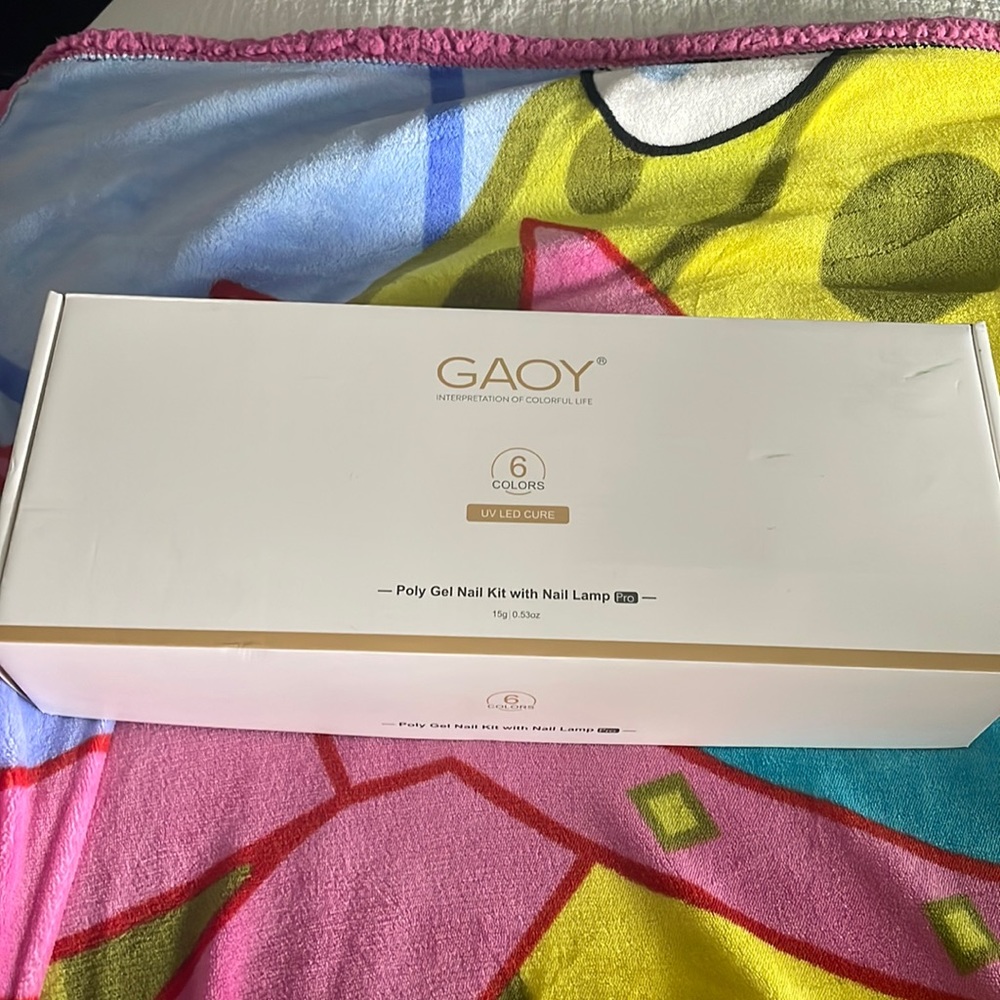 GAOY®
INTERPRETATION OF COLORFUL LIFE
6
COLORS
UV LED CURE
— Poly Gel Nail Kit with Nail Lamp Pro —
15g|0.53oz
6
COLORS
— Poly Gel Nail Kit with Nail Lamp Pro —